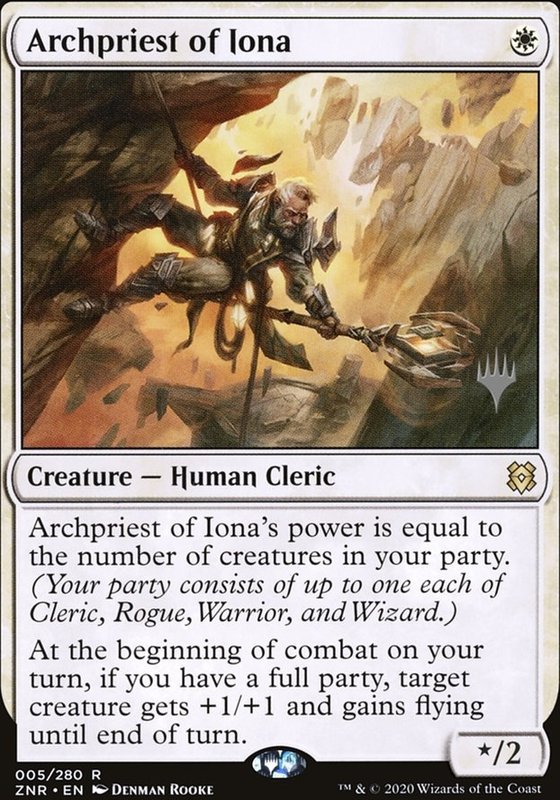 Archpriest of Iona
Creature — Human Cleric
Archpriest of Iona's power is equal to
the number of creatures in your party.
(Your party consists of up to one each of
Cleric, Rogue, Warrior, and Wizard.)
At the beginning of combat on your
turn, if you have a full party, target
creature gets +1/+1 and gains flying
until end of turn.
★/2
005/280 R
ZNR • EN Denman Rooke
™ & © 2020 Wizards of the Coast